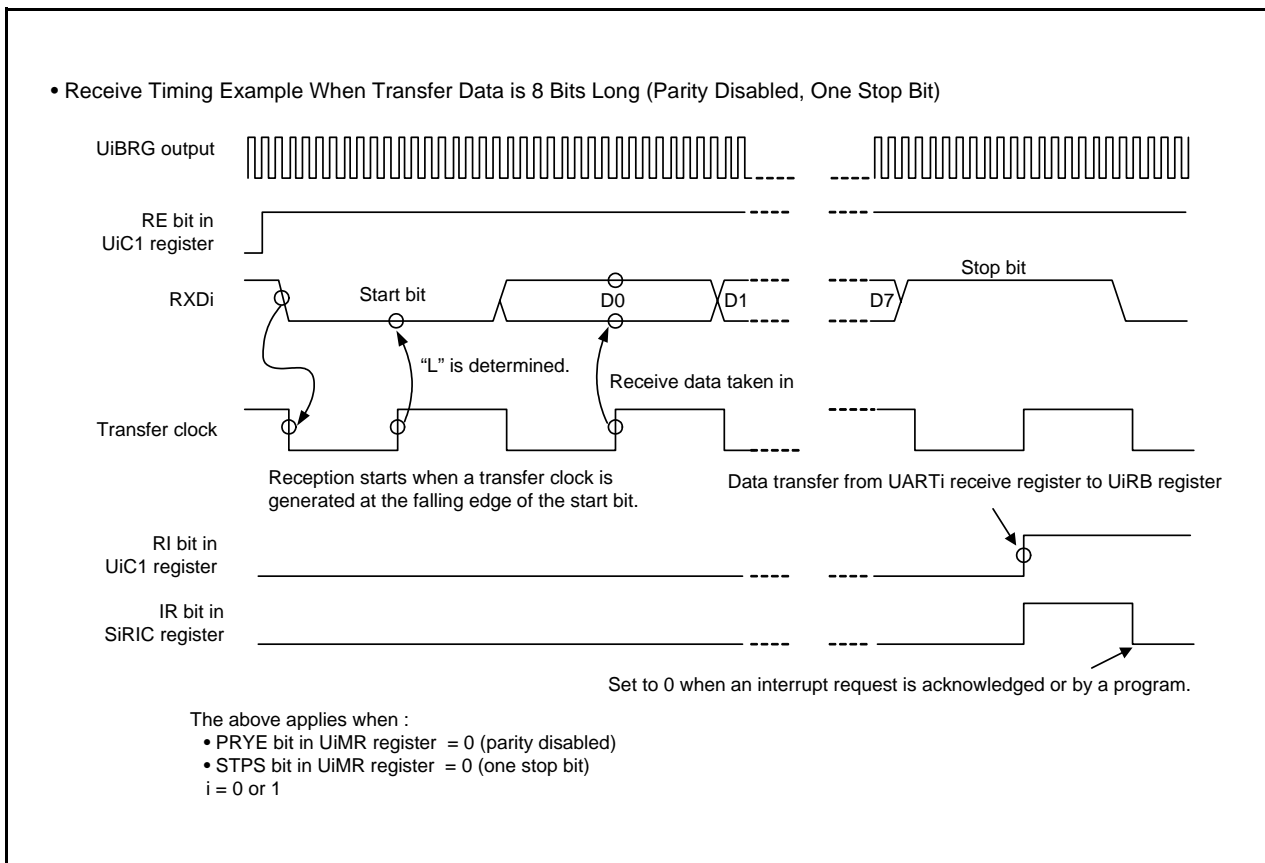 • Receive Timing Example When Transfer Data is 8 Bits Long (Parity Disabled, One Stop Bit)
UiBRG output
RE bit in
UiC1 register
RXDi
Start bit
D0
D1
D7
Stop bit
“L” is determined.
Receive data taken in
Transfer clock
Reception starts when a transfer clock is
generated at the falling edge of the start bit.
Data transfer from UARTi receive register to UiRB register
RI bit in
UiC1 register
IR bit in
SiRIC register
Set to 0 when an interrupt request is acknowledged or by a program.
The above applies when :
• PRYE bit in UiMR register = 0 (parity disabled)
• STPS bit in UiMR register = 0 (one stop bit)
i = 0 or 1